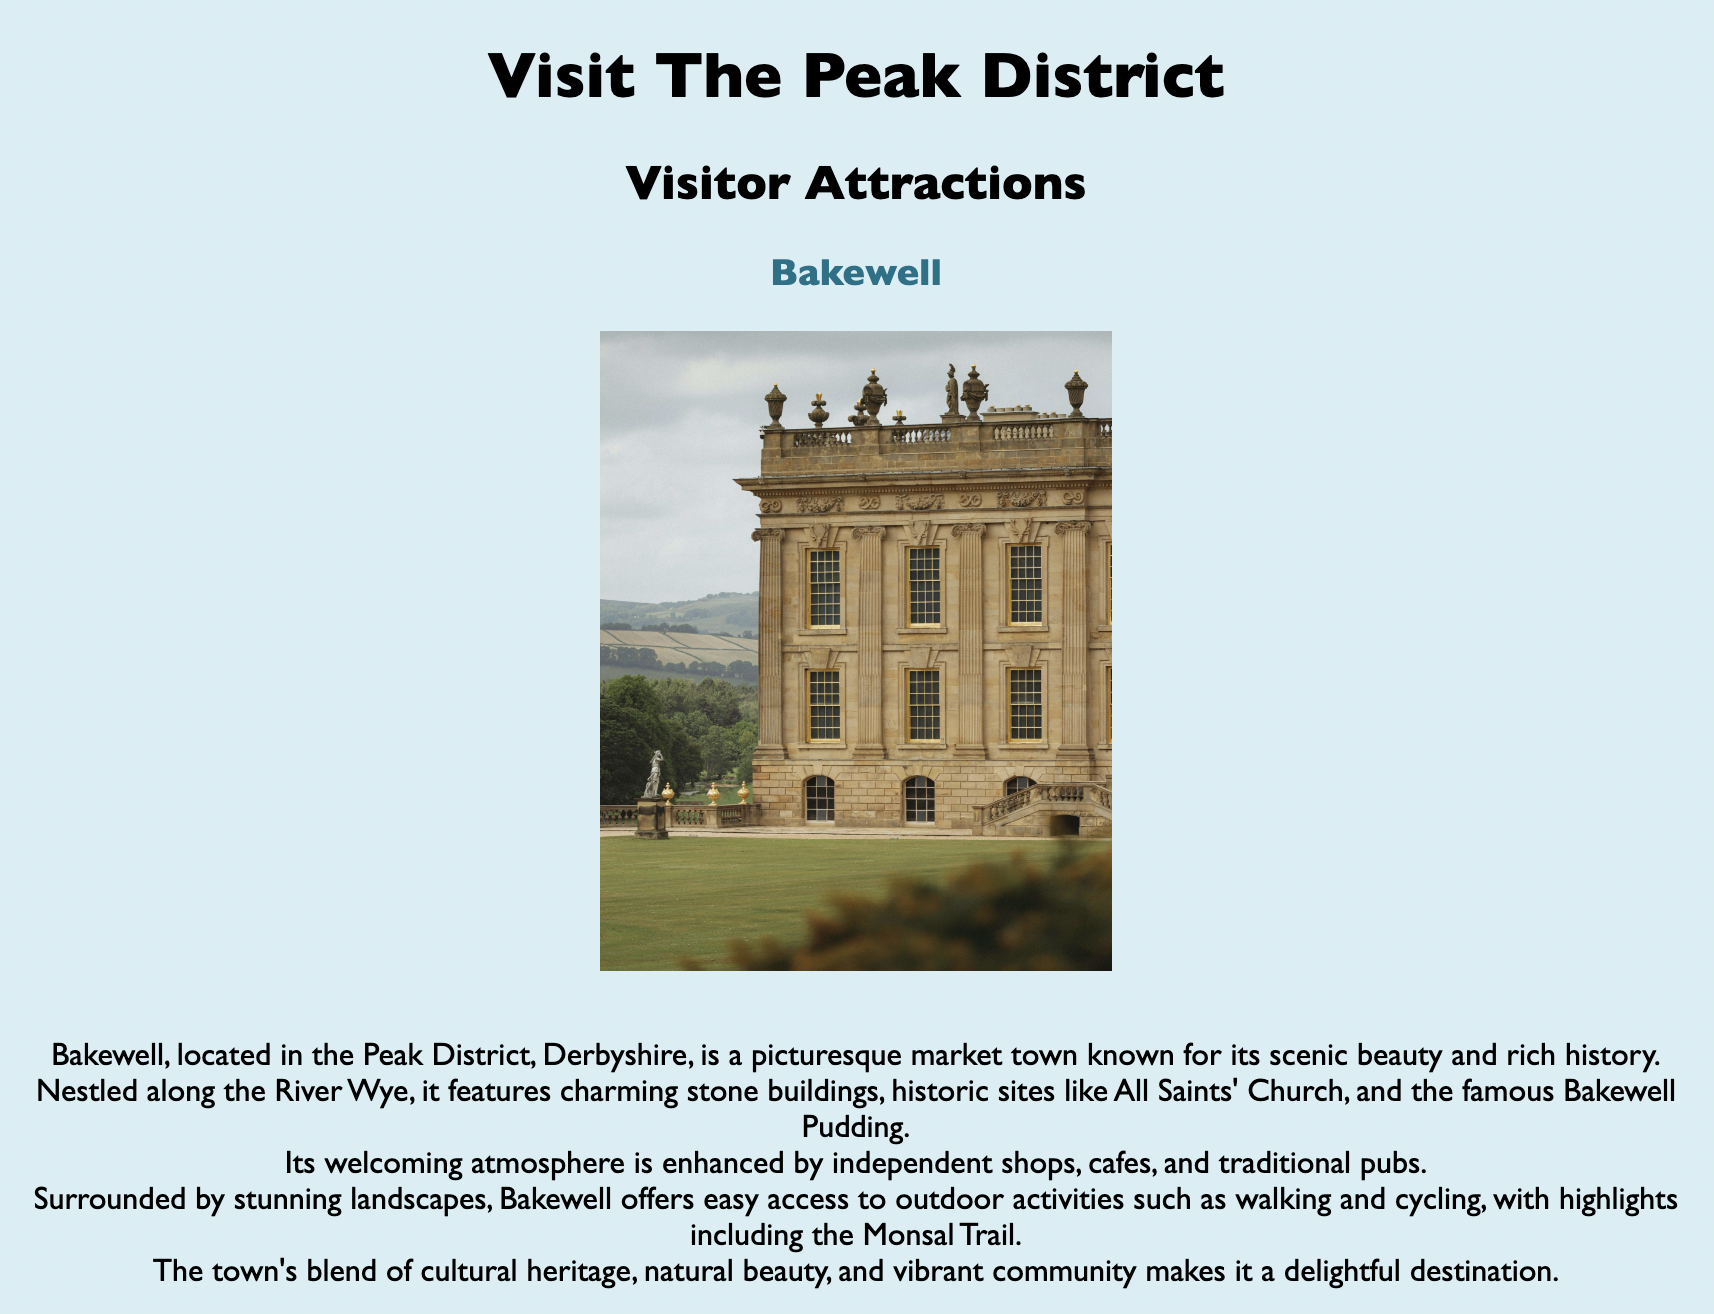 Visit The Peak District
Visitor Attractions
Bakewell
Bakewell, located in the Peak District, Derbyshire, is a picturesque market town known for its scenic beauty and rich history.
Nestled along the River Wye, it features charming stone buildings, historic sites like All Saints' Church, and the famous Bakewell
Pudding.
Its welcoming atmosphere is enhanced by independent shops, cafes, and traditional pubs.
Surrounded by stunning landscapes, Bakewell offers easy access to outdoor activities such as walking and cycling, with highlights
including the Monsal Trail.
The town's blend of cultural heritage, natural beauty, and vibrant community makes it a delightful destination.